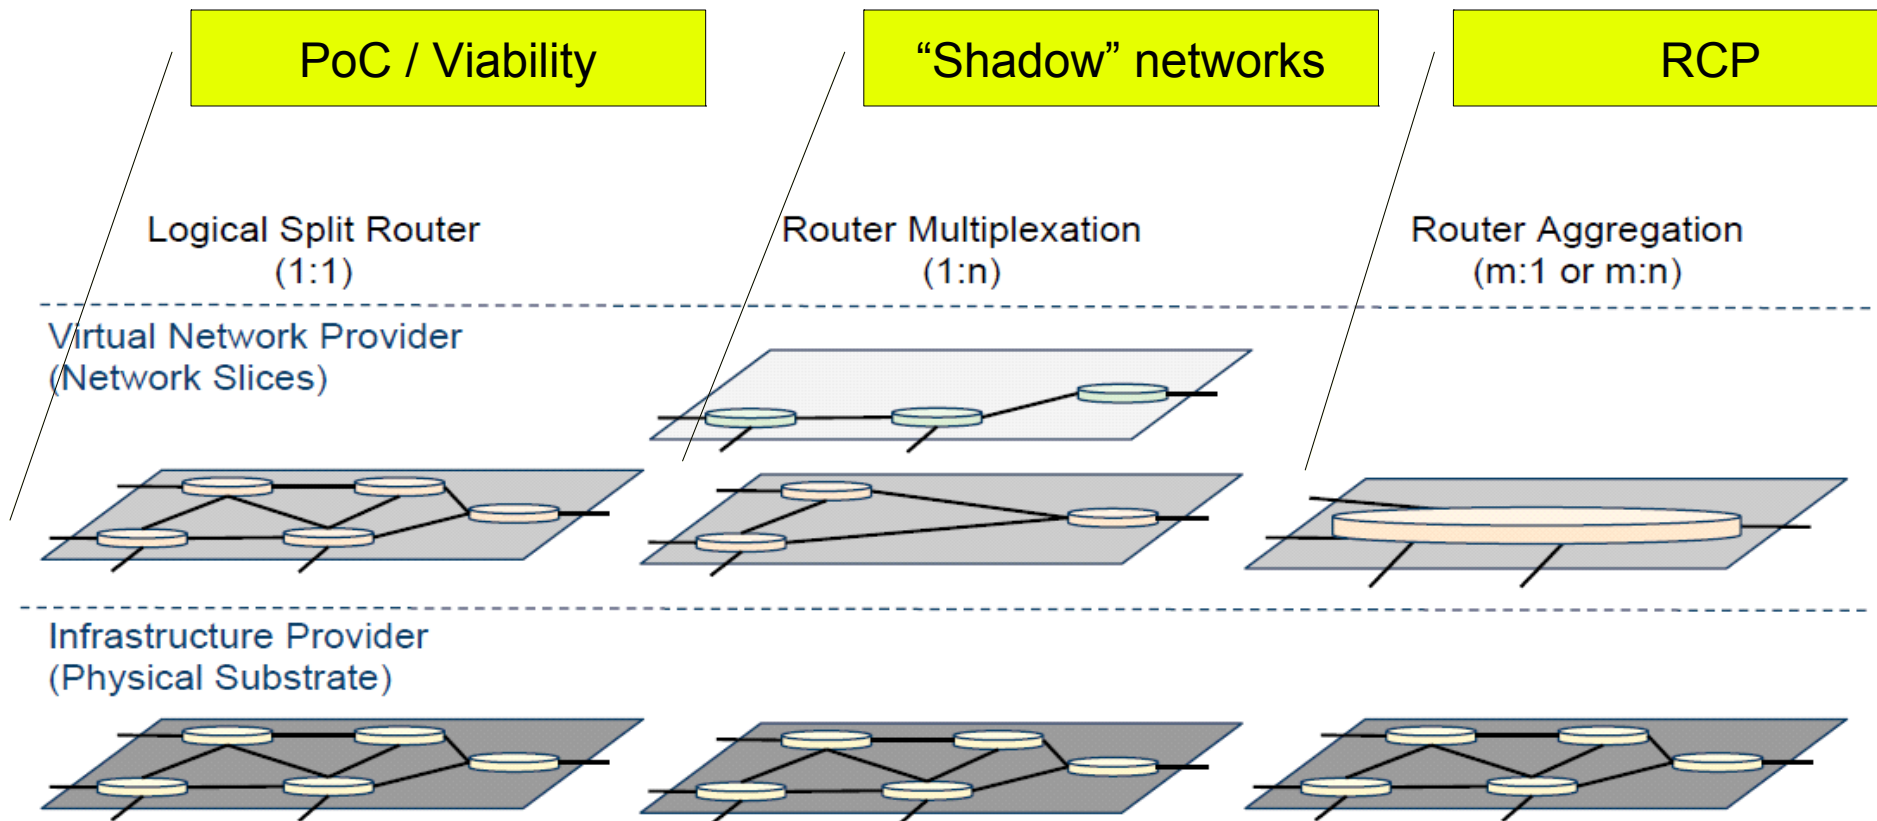 PoC / Viability
“Shadow” networks
RCP
Logical Split Router
(1:1)
Router Multiplexation
(1:n)
Router Aggregation
(m:1 or m:n)
Virtual Network Provider
(Network Slices)
Infrastructure Provider
(Physical Substrate)